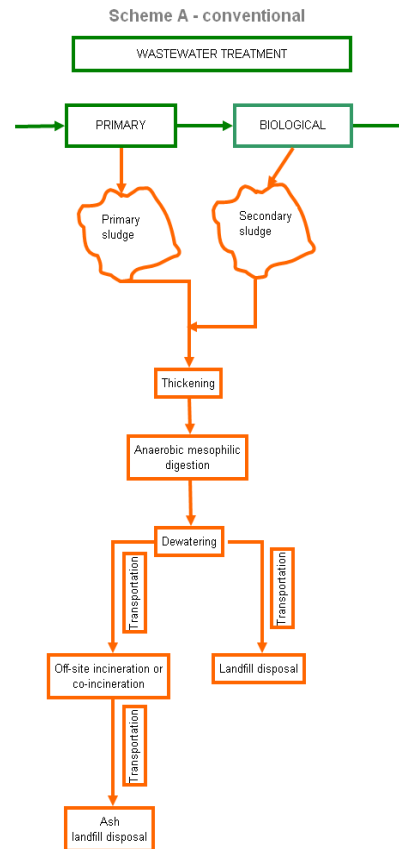 Scheme A - conventional
WASTEWATER TREATMENT
PRIMARY
BIOLOGICAL
Primary
sludge
Secondary
sludge
Thickening
Anaerobic mesophilic
digestion
Dewatering
Transportation
Transportation
Off-site incineration or
co-incineration
Landfill disposal
Transportation
Ash
landfill disposal